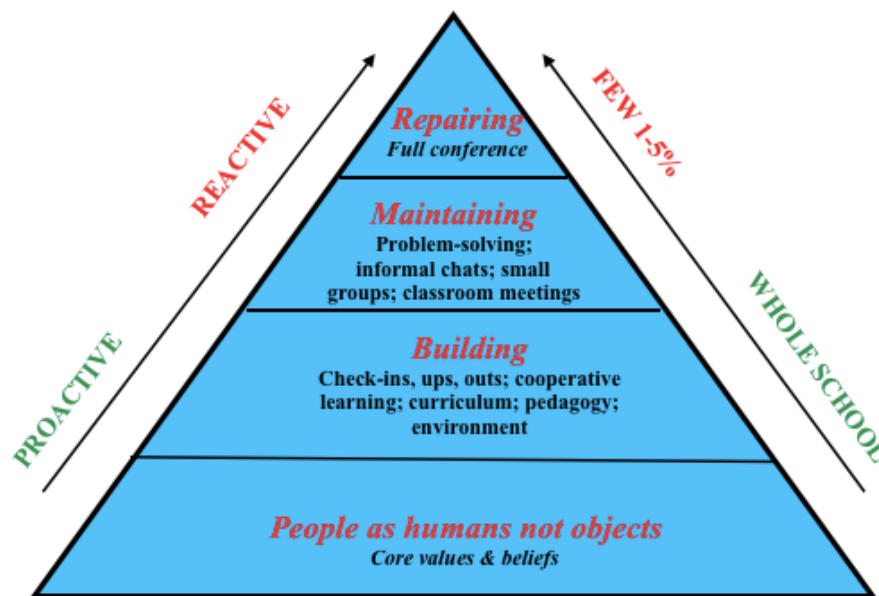 Repairing
Full conference
REACTIVE
FEW 1-5%
Maintaining
Problem-solving;
informal chats; small
groups; classroom meetings
Building
Check-ins, ups, outs; cooperative
learning; curriculum; pedagogy;
environment
PROACTIVE
WHOLE SCHOOL
People as humans not objects
Core values & beliefs